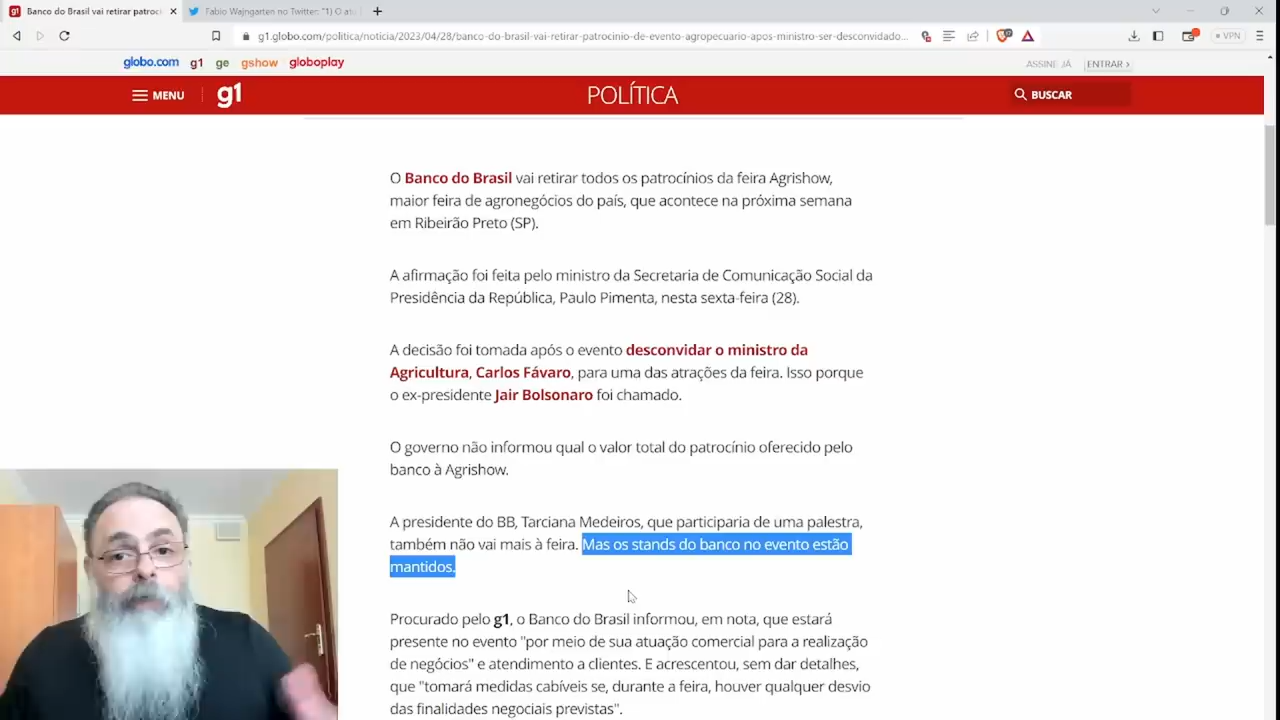 Banco do Brasil vai retirar patroc
Fabio Wajngarten no Twitter: "1) O atu
g1.globo.com/politica/noticia/2023/04/28/banco-do-brasil-vai-retirar-patrocinio-de-evento-agropecuario-apos-ministro-ser-desconvidado...
VPN
globo.com g1 ge gshow globoplay
ASSINE JÁ ENTRAR ›
MENU g1 POLÍTICA BUSCAR
O Banco do Brasil vai retirar todos os patrocínios da feira Agrishow,
maior feira de agronegócios do país, que acontece na próxima semana
em Ribeirão Preto (SP).
A afirmação foi feita pelo ministro da Secretaria de Comunicação Social da
Presidência da República, Paulo Pimenta, nesta sexta-feira (28).
A decisão foi tomada após o evento desconvidar o ministro da
Agricultura, Carlos Fávaro, para uma das atrações da feira. Isso porque
o ex-presidente Jair Bolsonaro foi chamado.
O governo não informou qual o valor total do patrocínio oferecido pelo
banco à Agrishow.
A presidente do BB, Tarciana Medeiros, que participaria de uma palestra,
também não vai mais à feira. Mas os stands do banco no evento estão
mantidos.
Procurado pelo g1, o Banco do Brasil informou, em nota, que estará
presente no evento "por meio de sua atuação comercial para a realização
de negócios" e atendimento a clientes. E acrescentou, sem dar detalhes,
que "tomará medidas cabíveis se, durante a feira, houver qualquer desvio
das finalidades negociais previstas".